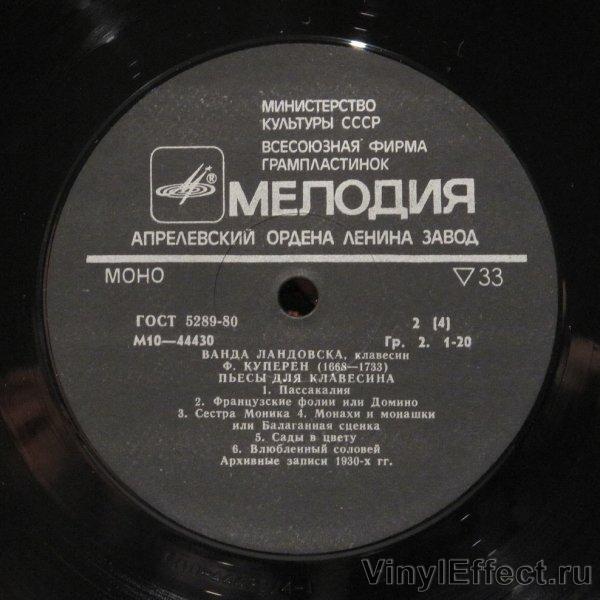 МИНИСТЕРСТВО
КУЛЬТУРЫ СССР
ВСЕСОЮЗНАЯ ФИРМА
ГРАМПЛАСТИНОК
®
МЕЛОДИЯ
АПРЕЛЕВСКИЙ ОРДЕНА ЛЕНИНА ЗАВОД
МОНО ▽33
ГОСТ 5289-80 2 [4]
М10—44430 Гр. 2. 1-20
ВАНДА ЛАНДОВСКА, клавесин
Ф. КУПЕРЕН (1668—1733)
ПЬЕСЫ ДЛЯ КЛАВЕСИНА
1. Пассакалия
2. Французские фолии или Домино
3. Сестра Моника 4. Монахи и монашки
или Балаганная сценка
5. Сады в цвету
6. Влюбленный соловей
Архивные записи 1930-х гг.
VinylEffect.ru